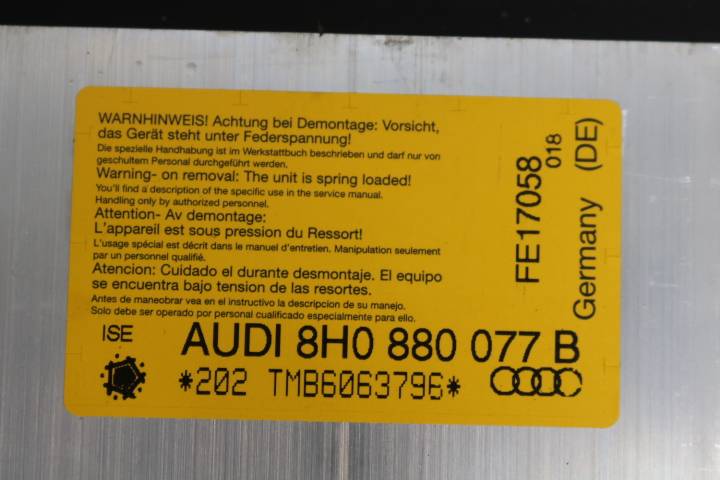 WARNHINWEIS! Achtung bei Demontage: Vorsicht,
das Gerät steht unter Federspannung!
Die spezielle Handhabung ist im Werkstattbuch beschrieben und darf nur von
geschultem Personal durchgeführt werden.
Warning- on removal: The unit is spring loaded!
You'll find a description of the specific use in the service manual.
Handling only by authorized personnel.
Attention- Av demontage:
L'appareil est sous pression du Ressort!
L'usage spécial est décrit dans le manuel d'entretien. Manipulation seulement
par un personnel qualifié.
Atencion: Cuidado el durante desmontaje. El equipo
se encuentra bajo tension de las resortes.
Antes de maneobrar vea en el instructivo la descripcion de su manejo.
Solo debe ser operado por personal cualificado especialmente para ello.
FE17058
018
Germany (DE)
ISE
AUDI 8H0 880 077 B
*202 TMB6063796*